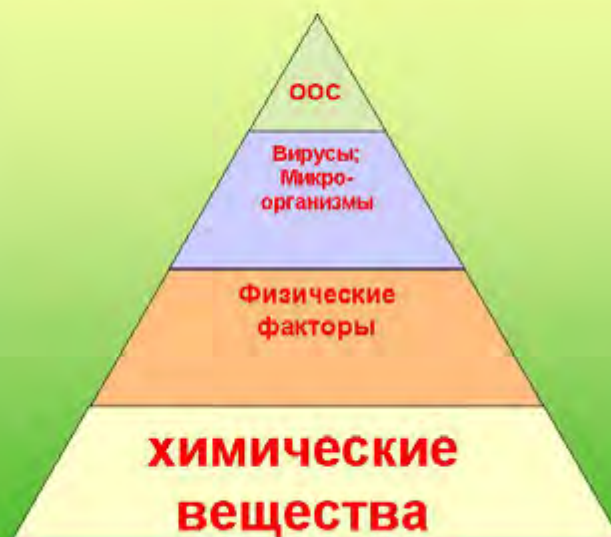 ООС
Вирусы;
Микро-
организмы
Физические
факторы
химические
вещества